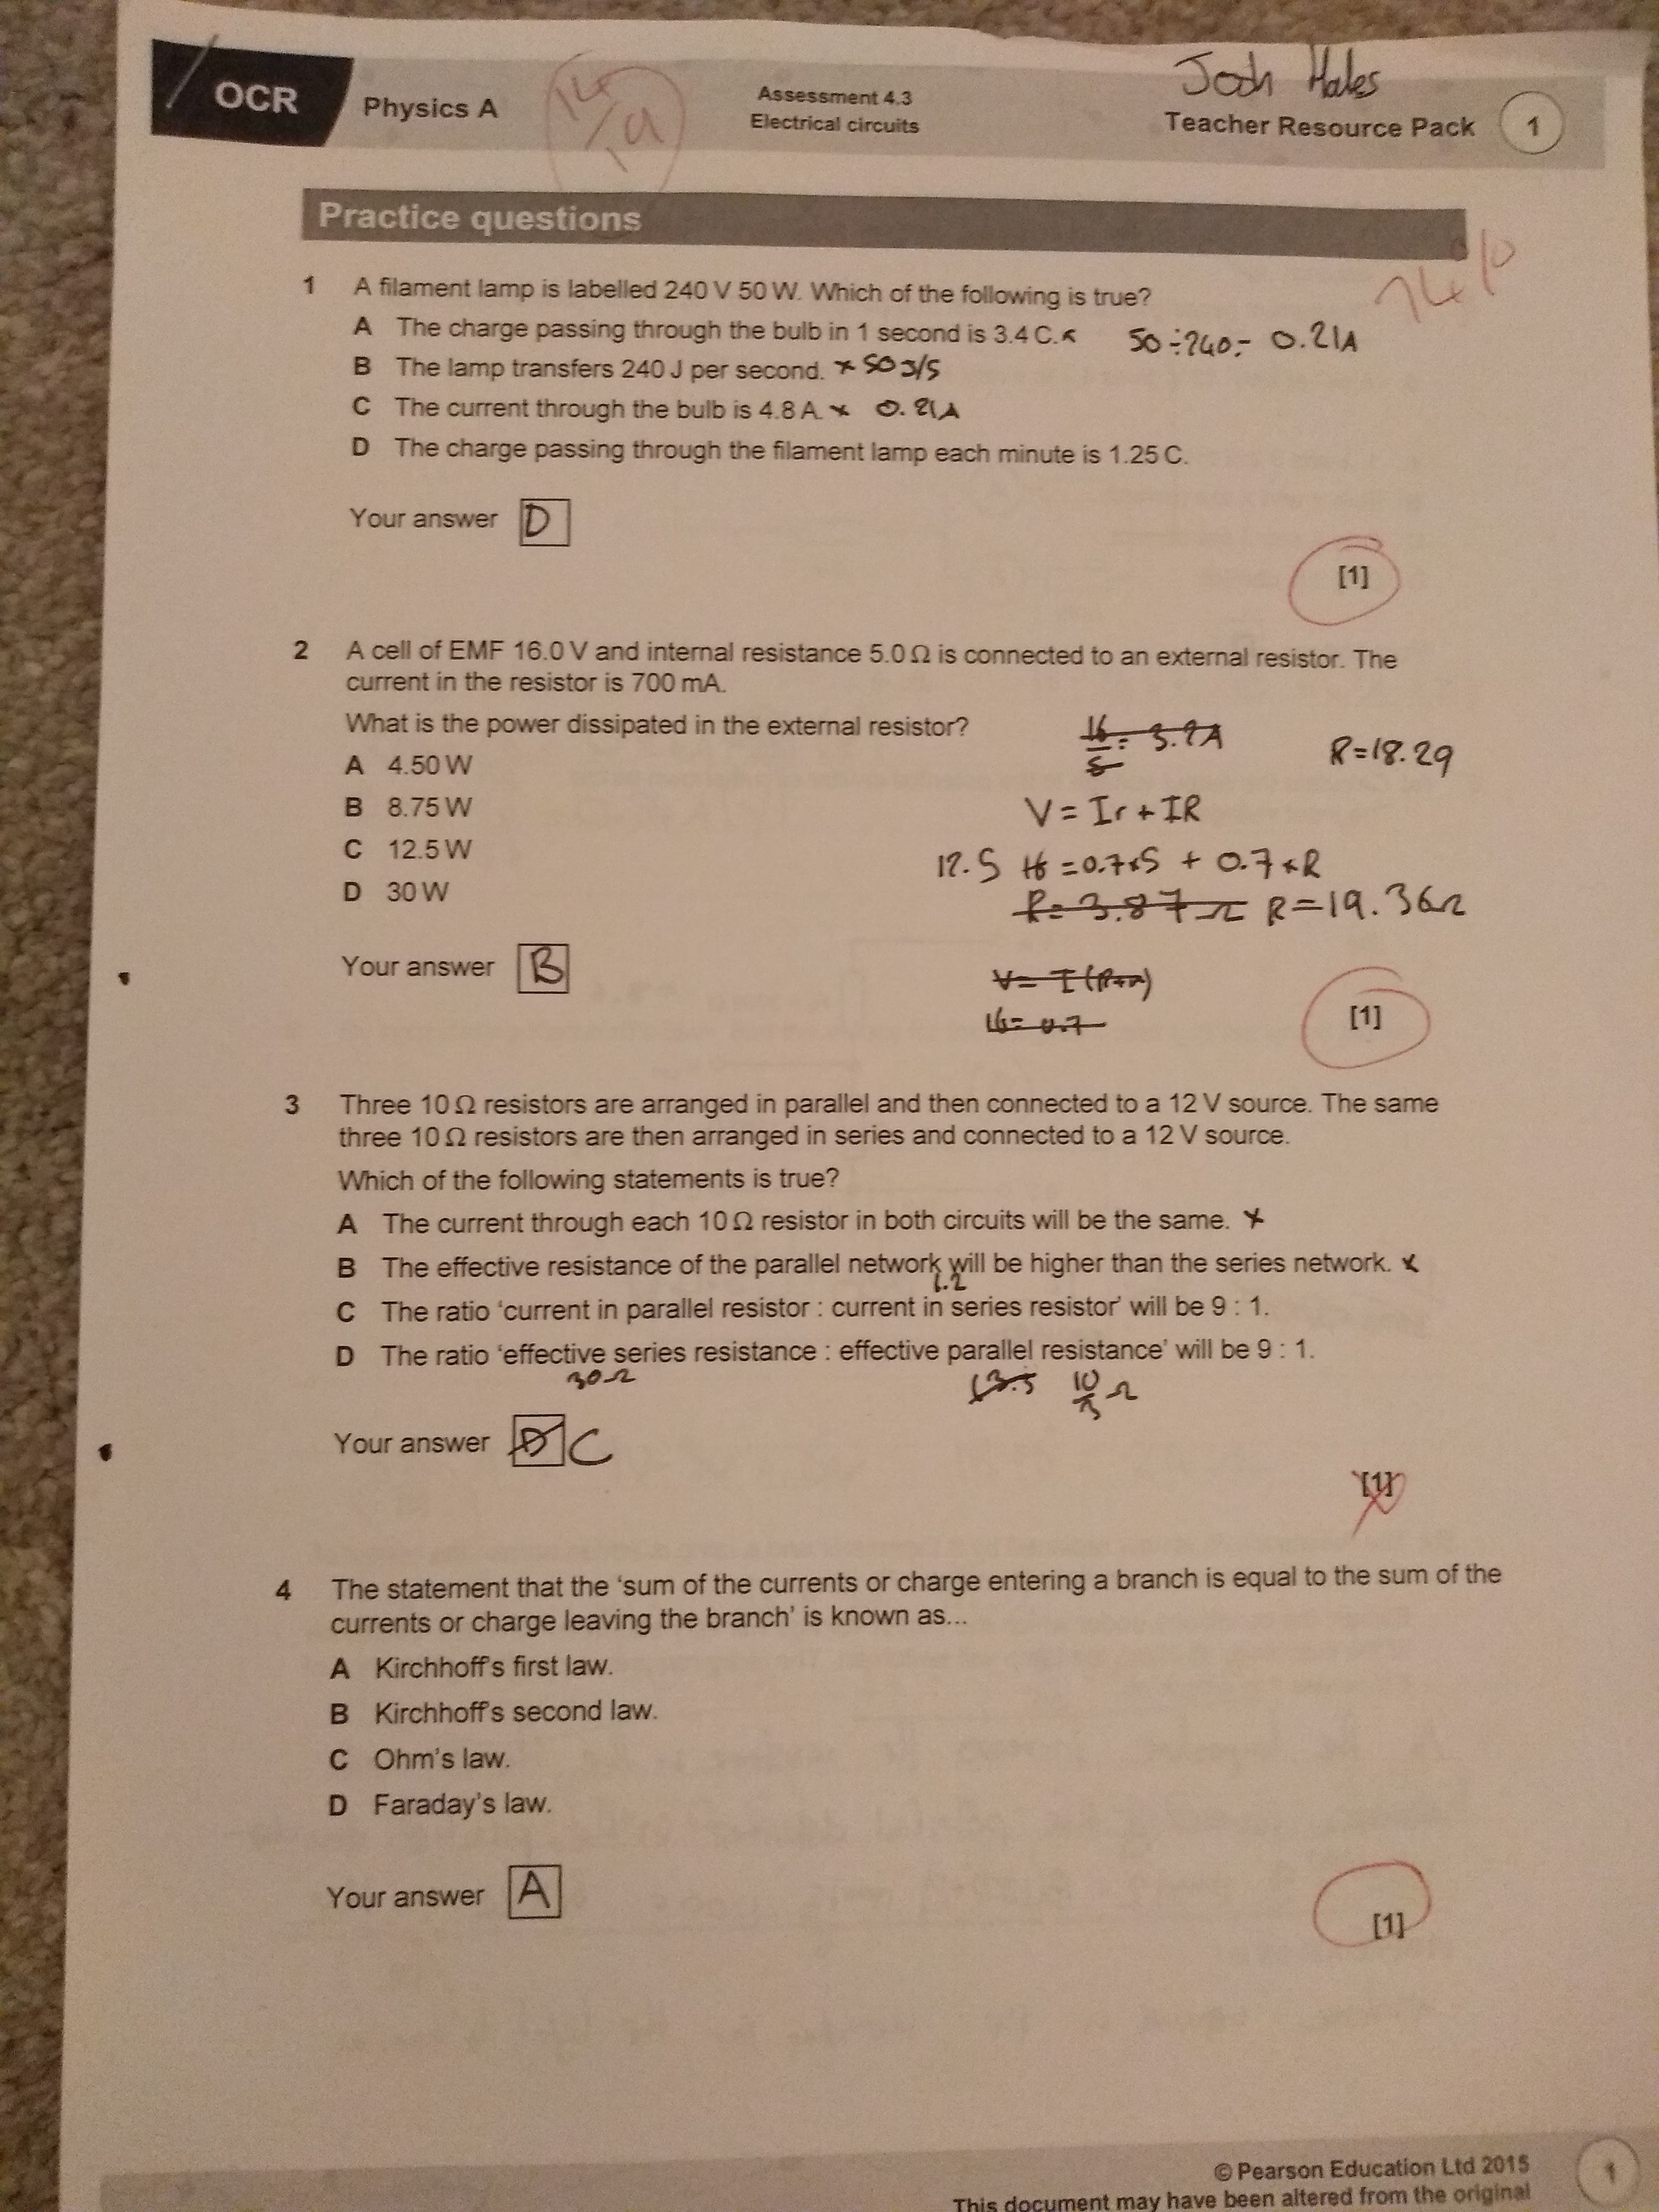 OCR Physics A Assessment 4.3 Electrical circuits Josh Hales Teacher Resource Pack 1
14/19
Practice questions
1 A filament lamp is labelled 240 V 50 W. Which of the following is true?
A The charge passing through the bulb in 1 second is 3.4 C. x 50÷240= 0.21A
B The lamp transfers 240 J per second. x 50 J/S
C The current through the bulb is 4.8 A. x 0.21A
D The charge passing through the filament lamp each minute is 1.25 C.
Your answer D
[1]
2 A cell of EMF 16.0 V and internal resistance 5.0 Ω is connected to an external resistor. The
current in the resistor is 700 mA.
What is the power dissipated in the external resistor?
16/5 = 3.2A R=18.29
A 4.50 W
B 8.75 W V = Ir + IR
C 12.5 W 12.5 16 = 0.7x5 + 0.7xR
D 30 W R= 3.87Ω R=19.36Ω
Your answer B V= I(R+r)
16= 0.7
[1]
3 Three 10 Ω resistors are arranged in parallel and then connected to a 12 V source. The same
three 10 Ω resistors are then arranged in series and connected to a 12 V source.
Which of the following statements is true?
A The current through each 10 Ω resistor in both circuits will be the same. x
B The effective resistance of the parallel network will be higher than the series network. x
1.2
C The ratio 'current in parallel resistor : current in series resistor' will be 9 : 1.
D The ratio 'effective series resistance : effective parallel resistance' will be 9 : 1.
30Ω 13.5 10/3 Ω
Your answer D C
[1]
4 The statement that the 'sum of the currents or charge entering a branch is equal to the sum of the
currents or charge leaving the branch' is known as...
A Kirchhoff's first law.
B Kirchhoff's second law.
C Ohm's law.
D Faraday's law.
Your answer A
[1]
© Pearson Education Ltd 2015 1
This document may have been altered from the original